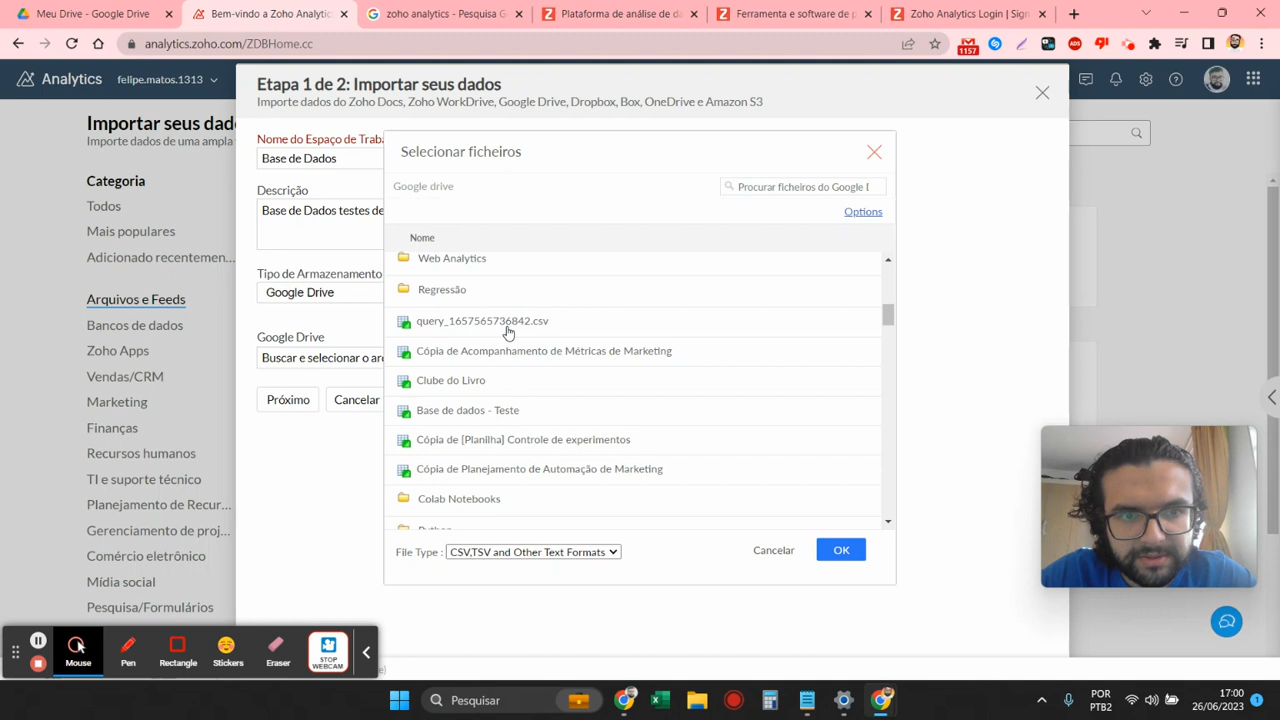 Meu Drive - Google Drive
Bem-vindo a Zoho Analytic
zoho analytics - Pesquisa G
Plataforma de análise de da
Ferramenta e software de p
Zoho Analytics Login | Sign
analytics.zoho.com/ZDBHome.cc
1157
ADS
Analytics
felipe.matos.1313
Importar seus dad
Importe dados de uma ampla
Categoria
Todos
Mais populares
Adicionado recentemen...
Arquivos e Feeds
Bancos de dados
Zoho Apps
Vendas/CRM
Marketing
Finanças
Recursos humanos
TI e suporte técnico
Planejamento de Recur...
Gerenciamento de proj...
Comércio eletrônico
Mídia social
Pesquisa/Formulários
Etapa 1 de 2: Importar seus dados
Importe dados do Zoho Docs, Zoho WorkDrive, Google Drive, Dropbox, Box, OneDrive e Amazon S3
Nome do Espaço de Traba
Base de Dados
Descrição
Base de Dados testes de
Tipo de Armazenamento
Google Drive
Google Drive
Buscar e selecionar o arq
Próximo
Cancelar
Selecionar ficheiros
Google drive
Procurar ficheiros do Google D
Options
Nome
Web Analytics
Regressão
query_1657565736842.csv
Cópia de Acompanhamento de Métricas de Marketing
Clube do Livro
Base de dados - Teste
Cópia de [Planilha] Controle de experimentos
Cópia de Planejamento de Automação de Marketing
Colab Notebooks
Python
File Type :
CSV,TSV and Other Text Formats
Cancelar
OK
Mouse
Pen
Rectangle
Stickers
Eraser
STOP
WEBCAM
Pesquisar
POR
PTB2
17:00
26/06/2023
1